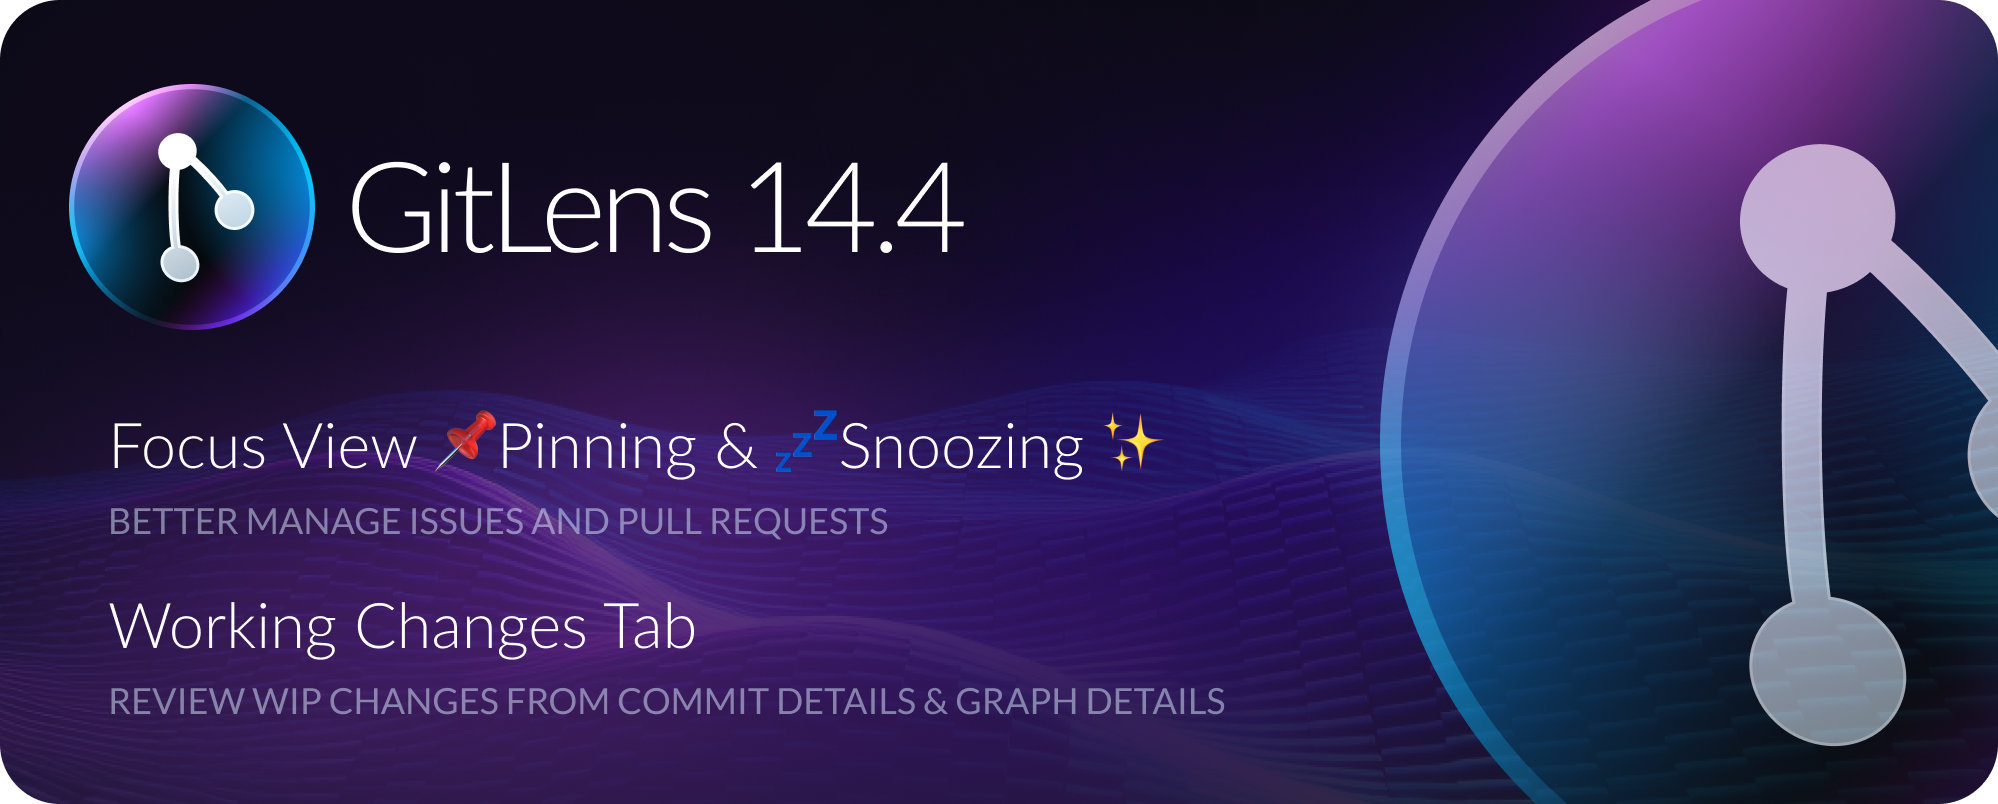 GitLens 14.4
Focus View 📌Pinning & 💤Snoozing ✨
BETTER MANAGE ISSUES AND PULL REQUESTS
Working Changes Tab
REVIEW WIP CHANGES FROM COMMIT DETAILS & GRAPH DETAILS